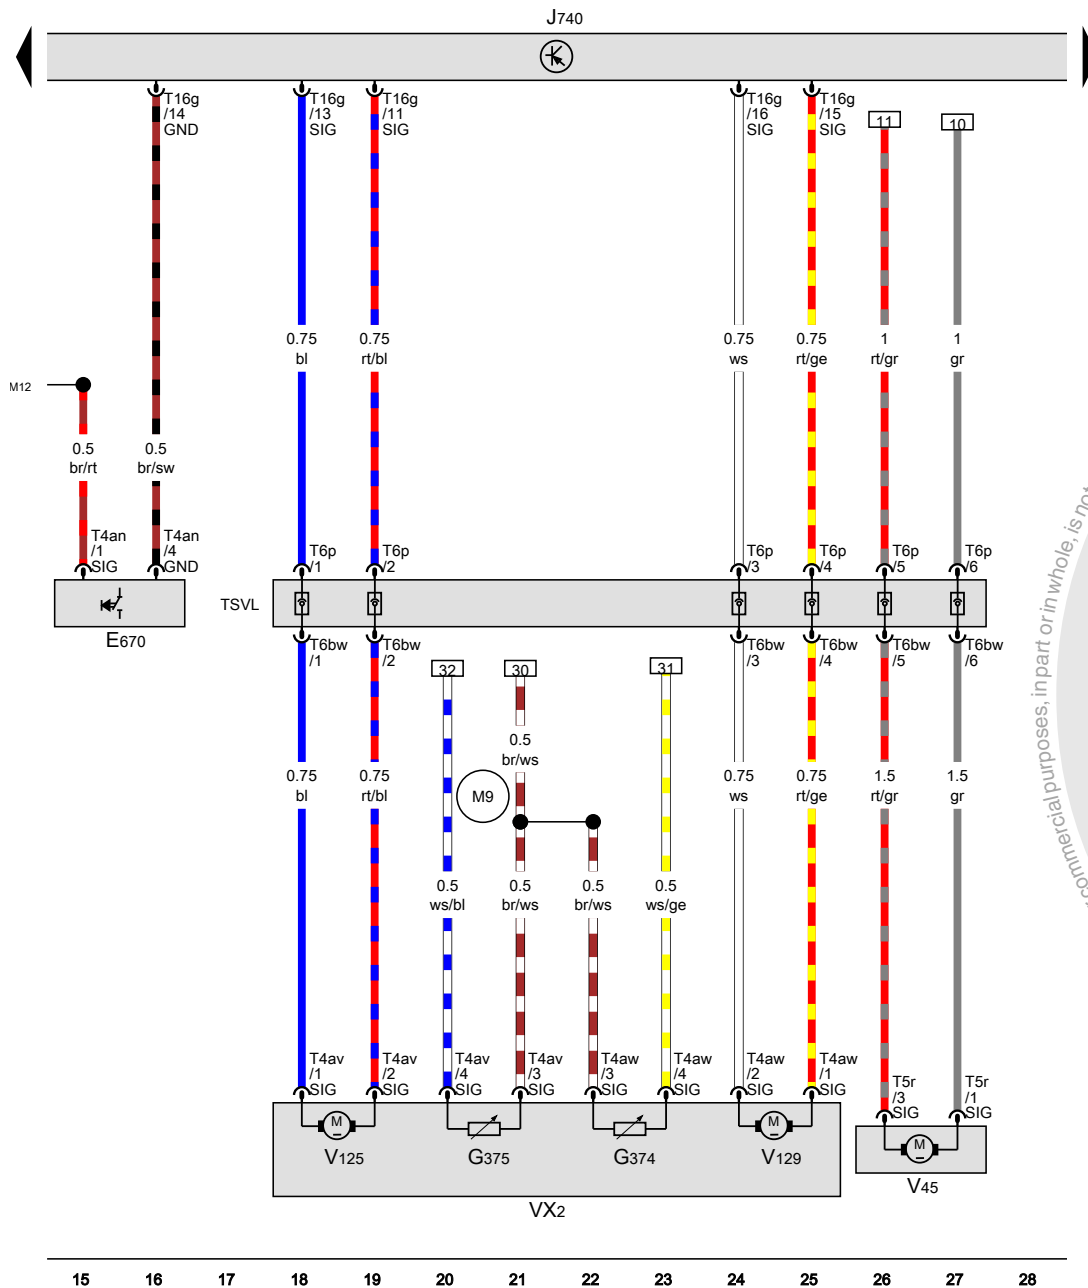 J740
T16g
/14
GND
T16g
/13
SIG
T16g
/11
SIG
T16g
/16
SIG
T16g
/15
SIG
11
10
0.75
bl
0.75
rt/bl
0.75
ws
0.75
rt/ge
1
rt/gr
1
gr
M12
0.5
br/rt
0.5
br/sw
T4an
/1
SIG
T4an
/4
GND
T6p
/1
T6p
/2
T6p
/3
T6p
/4
T6p
/5
T6p
/6
E670
TSVL
T6bw
/1
T6bw
/2
T6bw
/3
T6bw
/4
T6bw
/5
T6bw
/6
32
30
31
0.5
br/ws
0.75
bl
0.75
rt/bl
M9
0.75
ws
0.75
rt/ge
1.5
rt/gr
1.5
gr
0.5
ws/bl
0.5
br/ws
0.5
br/ws
0.5
ws/ge
T4av
/1
SIG
T4av
/2
SIG
T4av
/4
SIG
T4av
/3
SIG
T4aw
/3
SIG
T4aw
/4
SIG
T4aw
/2
SIG
T4aw
/1
SIG
T5r
/3
SIG
T5r
/1
SIG
M
M
M
V125
G375
G374
V129
V45
VX2
15 16 17 18 19 20 21 22 23 24 25 26 27 28
commercial purposes, in part or in whole, is not